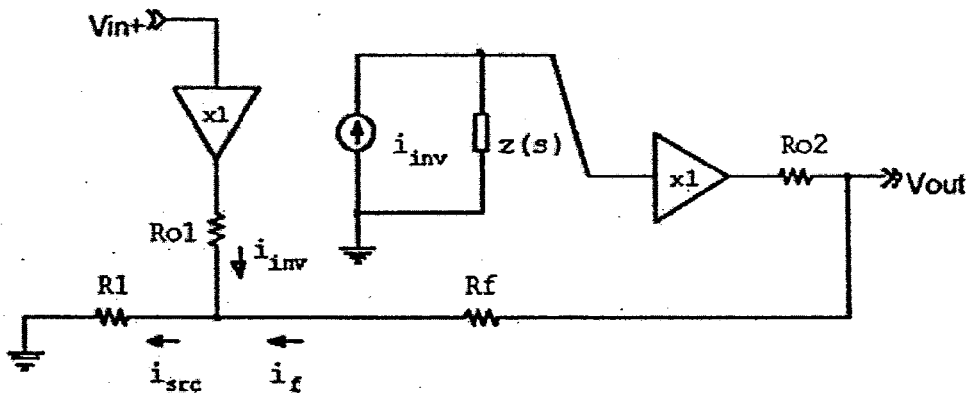 Vin+
x1
i inv
z(s)
Ro2
x1
Vout
Ro1
i inv
R1
Rf
i src
i f